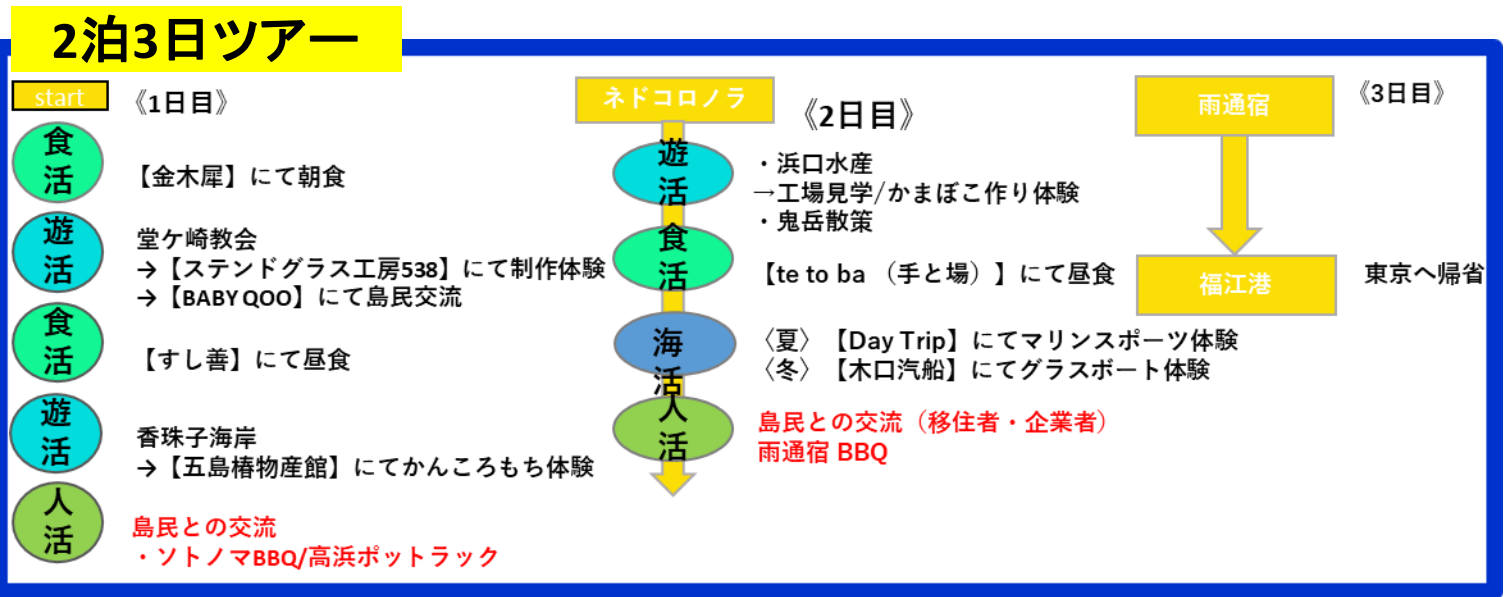 2泊3日ツアー
start
《1日目》
食活
【金木犀】にて朝食
遊活
堂ケ崎教会
→【ステンドグラス工房538】にて制作体験
→【BABY QOO】にて島民交流
食活
【すし善】にて昼食
遊活
香珠子海岸
→【五島椿物産館】にてかんころもち体験
人活
島民との交流
・ソトノマBBQ/高浜ポットラック
ネドコロノラ
《2日目》
遊活
・浜口水産
→工場見学/かまぼこ作り体験
・鬼岳散策
食活
【te to ba （手と場）】にて昼食
海活
〈夏〉【Day Trip】にてマリンスポーツ体験
〈冬〉【木口汽船】にてグラスボート体験
人活
島民との交流（移住者・企業者）
雨通宿 BBQ
雨通宿
《3日目》
福江港
東京へ帰省